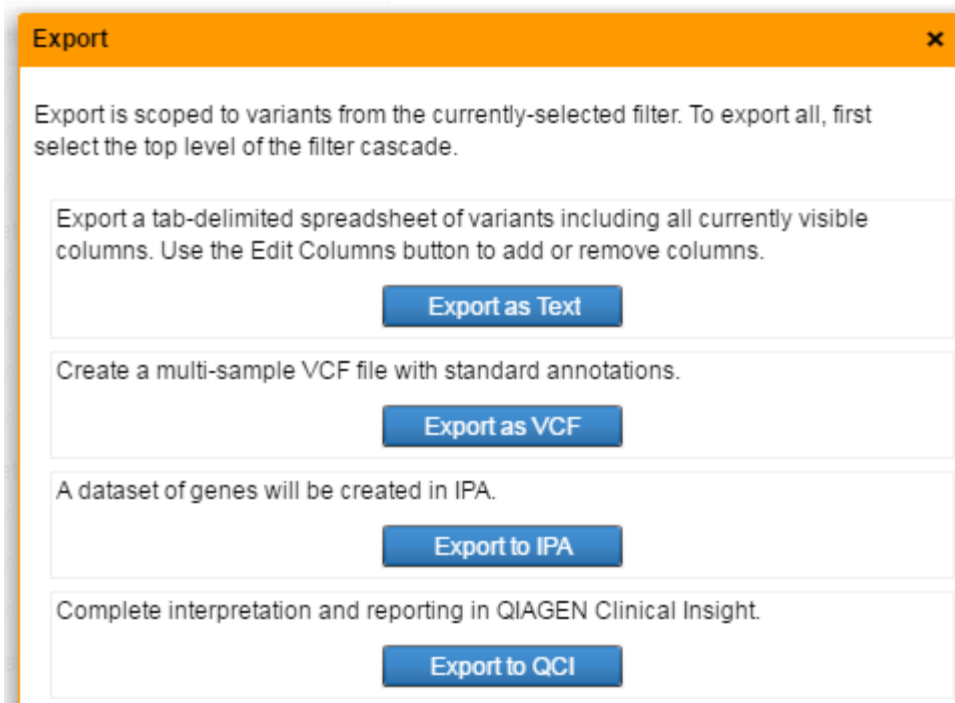 Export
×
Export is scoped to variants from the currently-selected filter. To export all, first
select the top level of the filter cascade.
Export a tab-delimited spreadsheet of variants including all currently visible
columns. Use the Edit Columns button to add or remove columns.
Export as Text
Create a multi-sample VCF file with standard annotations.
Export as VCF
A dataset of genes will be created in IPA.
Export to IPA
Complete interpretation and reporting in QIAGEN Clinical Insight.
Export to QCI